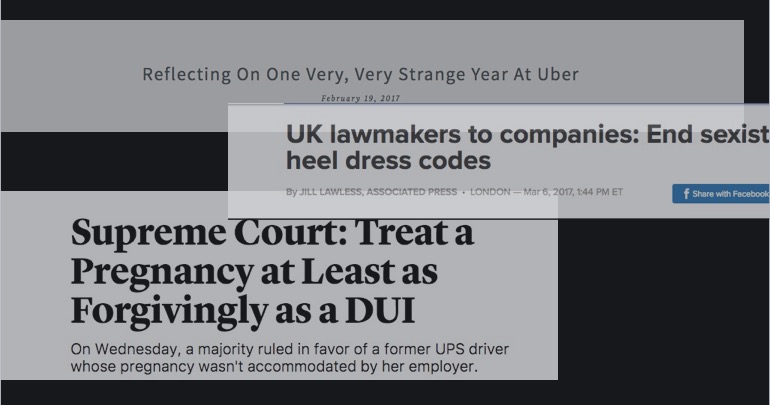 Reflecting On One Very, Very Strange Year At Uber
February 19, 2017
UK lawmakers to companies: End sexist
heel dress codes
By JILL LAWLESS, ASSOCIATED PRESS • LONDON — Mar 6, 2017, 1:44 PM ET
Share with Facebook
Supreme Court: Treat a
Pregnancy at Least as
Forgivingly as a DUI
On Wednesday, a majority ruled in favor of a former UPS driver
whose pregnancy wasn't accommodated by her employer.